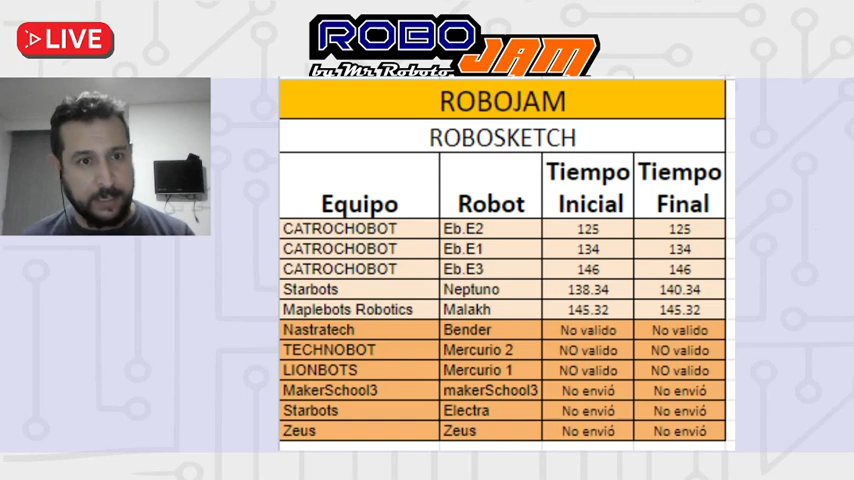 LIVE
ROBO
JAM
by Mr. Roboto
ROBOJAM
ROBOSKETCH
Equipo Robot Tiempo Inicial Tiempo Final
CATROCHOBOT Eb.E2 125 125
CATROCHOBOT Eb.E1 134 134
CATROCHOBOT Eb.E3 146 146
Starbots Neptuno 138.34 140.34
Maplebots Robotics Malakh 145.32 145.32
Nastratech Bender No valido No valido
TECHNOBOT Mercurio 2 NO valido NO valido
LIONBOTS Mercurio 1 NO valido NO valido
MakerSchool3 makerSchool3 No envió No envió
Starbots Electra No envió No envió
Zeus Zeus No envió No envió